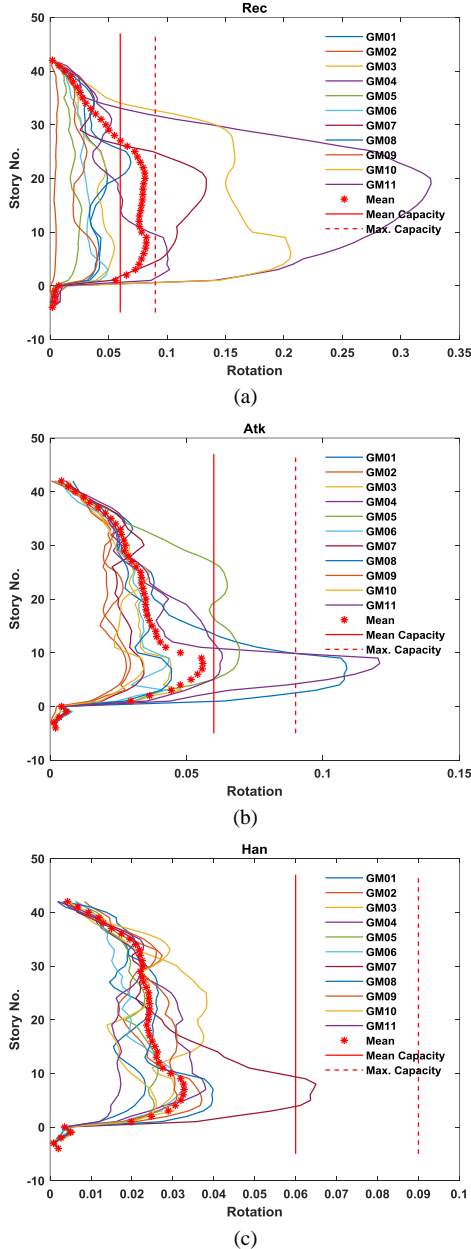 Rec
50
40
30
20
10
0
-10
Story No.
GM01
GM02
GM03
GM04
GM05
GM06
GM07
GM08
GM09
GM10
GM11
Mean
Mean Capacity
Max. Capacity
0 0.05 0.1 0.15 0.2 0.25 0.3 0.35
Rotation
(a)
Atk
50
40
30
20
10
0
-10
Story No.
GM01
GM02
GM03
GM04
GM05
GM06
GM07
GM08
GM09
GM10
GM11
Mean
Mean Capacity
Max. Capacity
0 0.05 0.1 0.15
Rotation
(b)
Han
50
40
30
20
10
0
-10
Story No.
GM01
GM02
GM03
GM04
GM05
GM06
GM07
GM08
GM09
GM10
GM11
Mean
Mean Capacity
Max. Capacity
0 0.01 0.02 0.03 0.04 0.05 0.06 0.07 0.08 0.09 0.1
Rotation
(c)